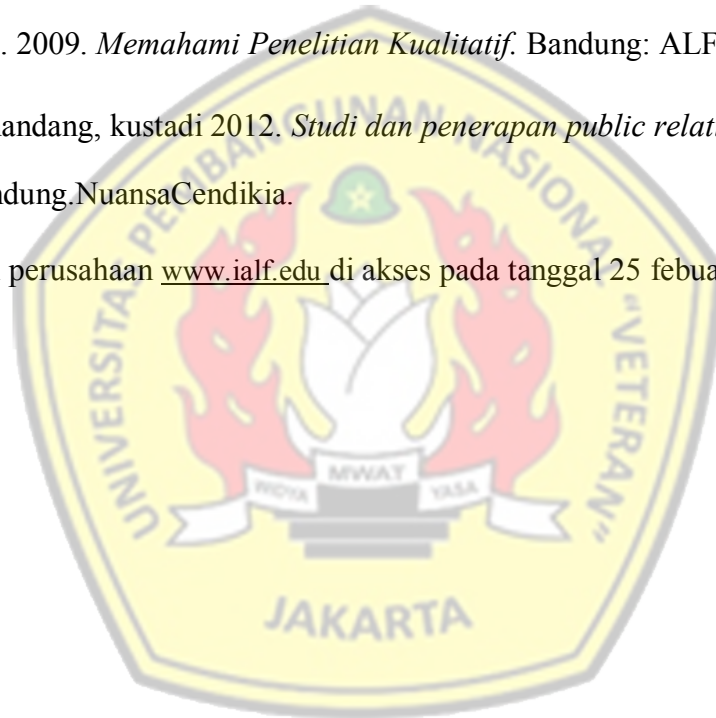 . 2009. Memahami Penelitian Kualitatif. Bandung: ALF
andang, kustadi 2012. Studi dan penerapan public relat
ndung.NuansaCendikia.
perusahaan www.ialf.edu di akses pada tanggal 25 febua
UNIVERSITAS PEMBANGUNAN NASIONAL "VETERAN"
WIDYA MWAT YASA
JAKARTA